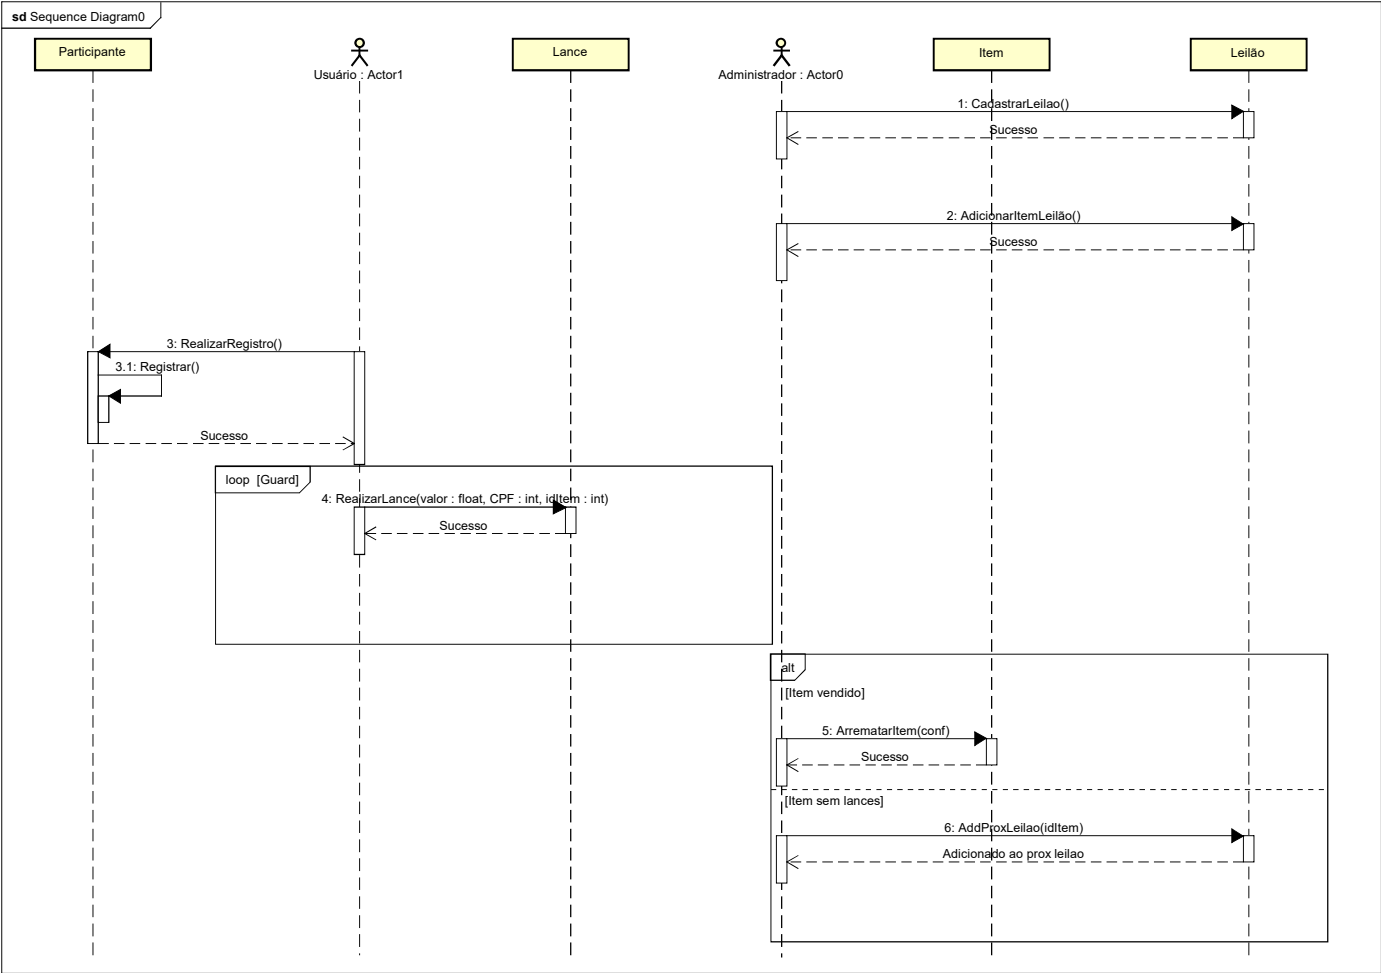 sd Sequence Diagram0
Participante
Usuário : Actor1
Lance
Administrador : Actor0
Item
Leilão
1: CadastrarLeilao()
Sucesso
2: AdicionarItemLeilão()
Sucesso
3: RealizarRegistro()
3.1: Registrar()
Sucesso
loop [Guard]
4: RealizarLance(valor : float, CPF : int, idItem : int)
Sucesso
alt
[Item vendido]
5: ArrematarItem(conf)
Sucesso
[Item sem lances]
6: AddProxLeilao(idItem)
Adicionado ao prox leilao